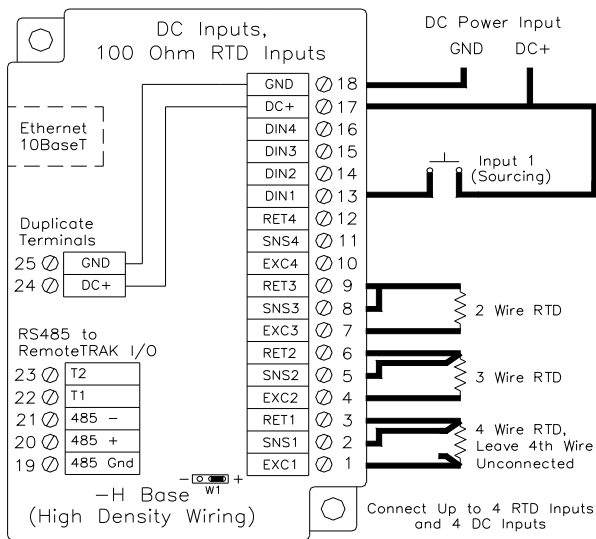 DC Inputs,
100 Ohm RTD Inputs
DC Power Input
GND DC+
GND 18
DC+ 17
DIN4 16
DIN3 15
DIN2 14
DIN1 13
RET4 12
SNS4 11
EXC4 10
RET3 9
SNS3 8
EXC3 7
RET2 6
SNS2 5
EXC2 4
RET1 3
SNS1 2
EXC1 1
Ethernet
10BaseT
Input 1
(Sourcing)
Duplicate
Terminals
25 GND
24 DC+
2 Wire RTD
RS485 to
RemoteTRAK I/O
23 T2
22 T1
21 485 -
20 485 +
19 485 Gnd
3 Wire RTD
4 Wire RTD,
Leave 4th Wire
Unconnected
- +
W1
-H Base
(High Density Wiring)
Connect Up to 4 RTD Inputs
and 4 DC Inputs